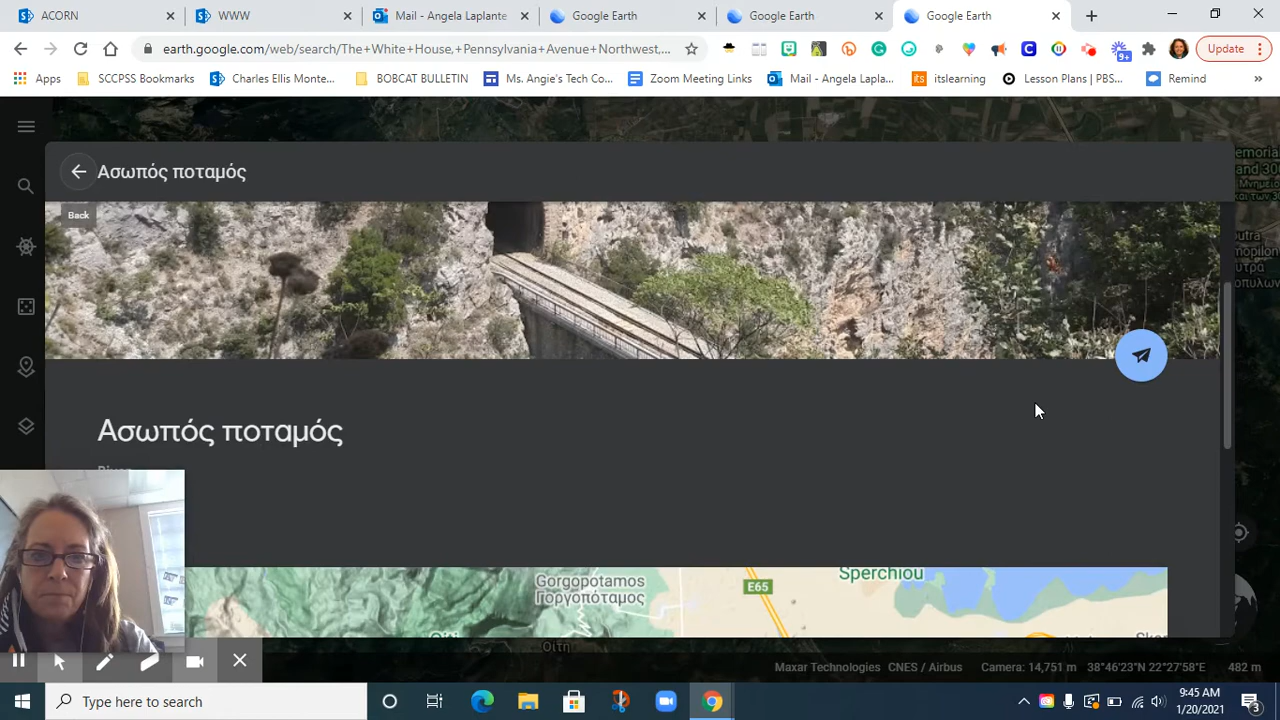 ACORN
WWW
Mail - Angela Laplante
Google Earth
Google Earth
Google Earth
earth.google.com/web/search/The+White+House,+Pennsylvania+Avenue+Northwest,...
9+
Update
Apps
SCCPSS Bookmarks
Charles Ellis Monte...
BOBCAT BULLETIN
Ms. Angie's Tech Co...
Zoom Meeting Links
Mail - Angela Lapla...
its
itslearning
Lesson Plans | PBS...
Remind
»
Ασωπός ποταμός
Back
Ασωπός ποταμός
Gorgopotamos
Γοργοπόταμος
E65
Sperchiou
Οίτη
Maxar Technologies CNES / Airbus Camera: 14,751 m 38°46'23"N 22°27'58"E 482 m
Type here to search
9:45 AM
1/20/2021
3